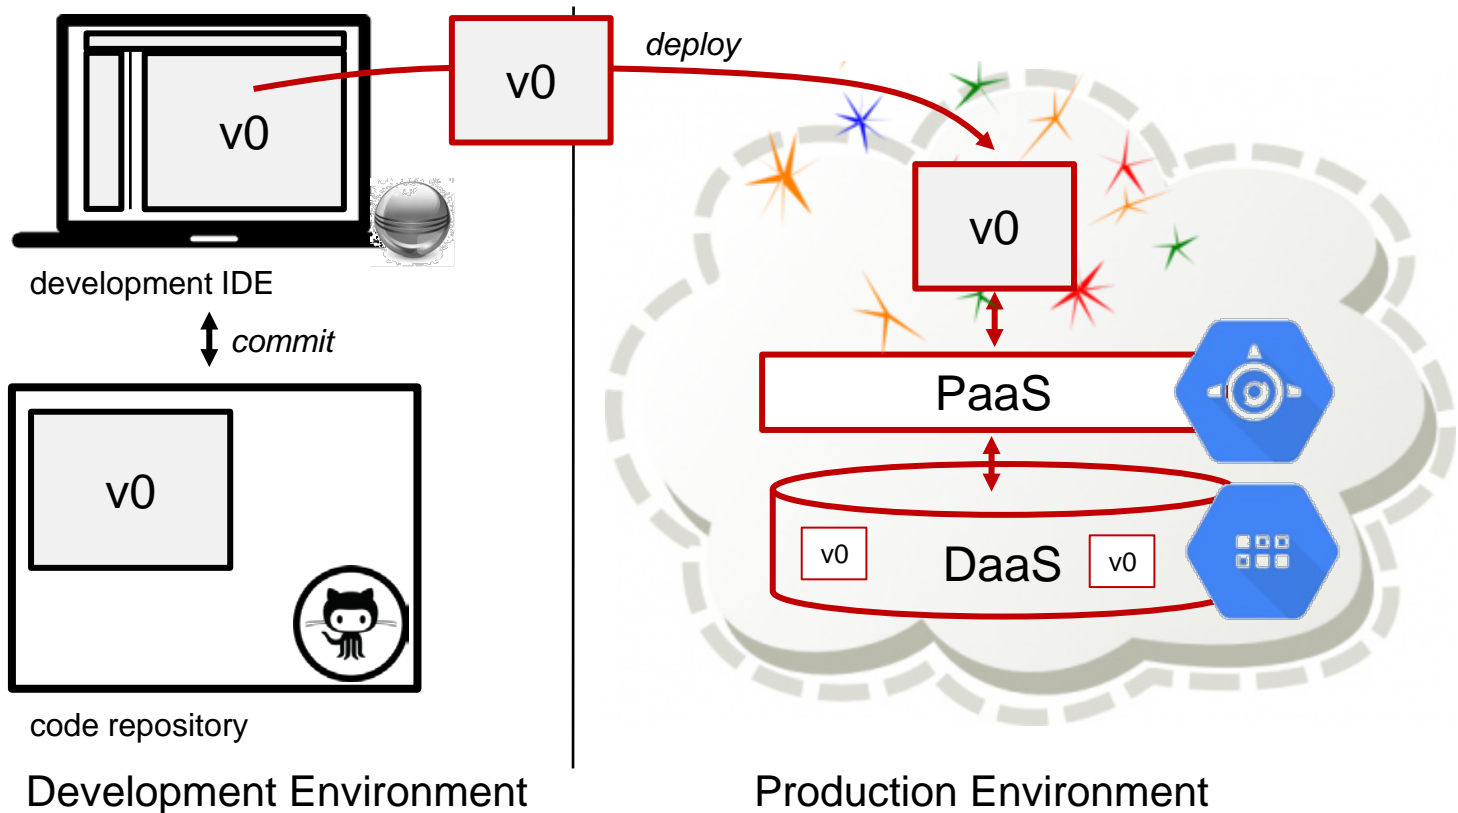 v0
v0
deploy
v0
development IDE
commit
v0
code repository
PaaS
v0
DaaS
v0
Development Environment
Production Environment